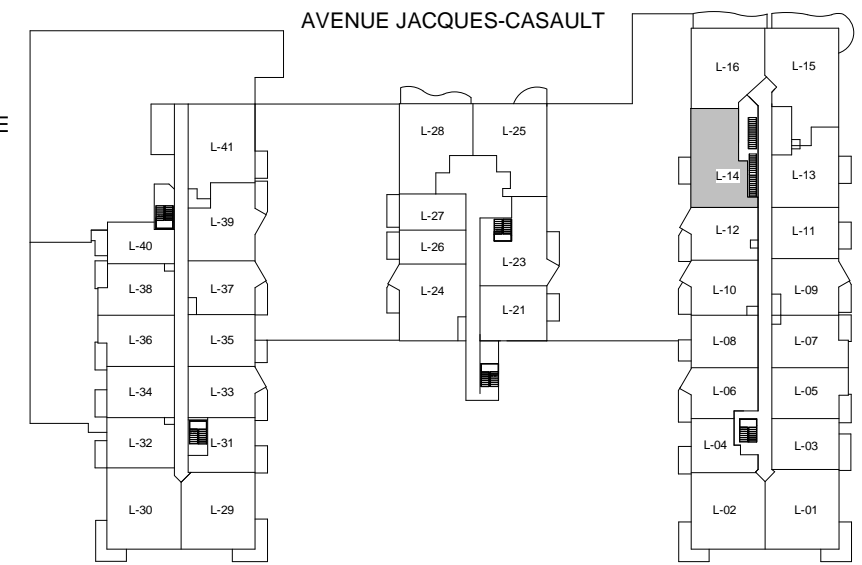 AVENUE JACQUES-CASAULT
E
L-16
L-15
L-14
L-13
L-12
L-11
L-10
L-09
L-08
L-07
L-06
L-05
L-04
L-03
L-02
L-01
L-28
L-25
L-27
L-26
L-23
L-24
L-21
L-41
L-39
L-40
L-38
L-37
L-36
L-35
L-34
L-33
L-32
L-31
L-30
L-29